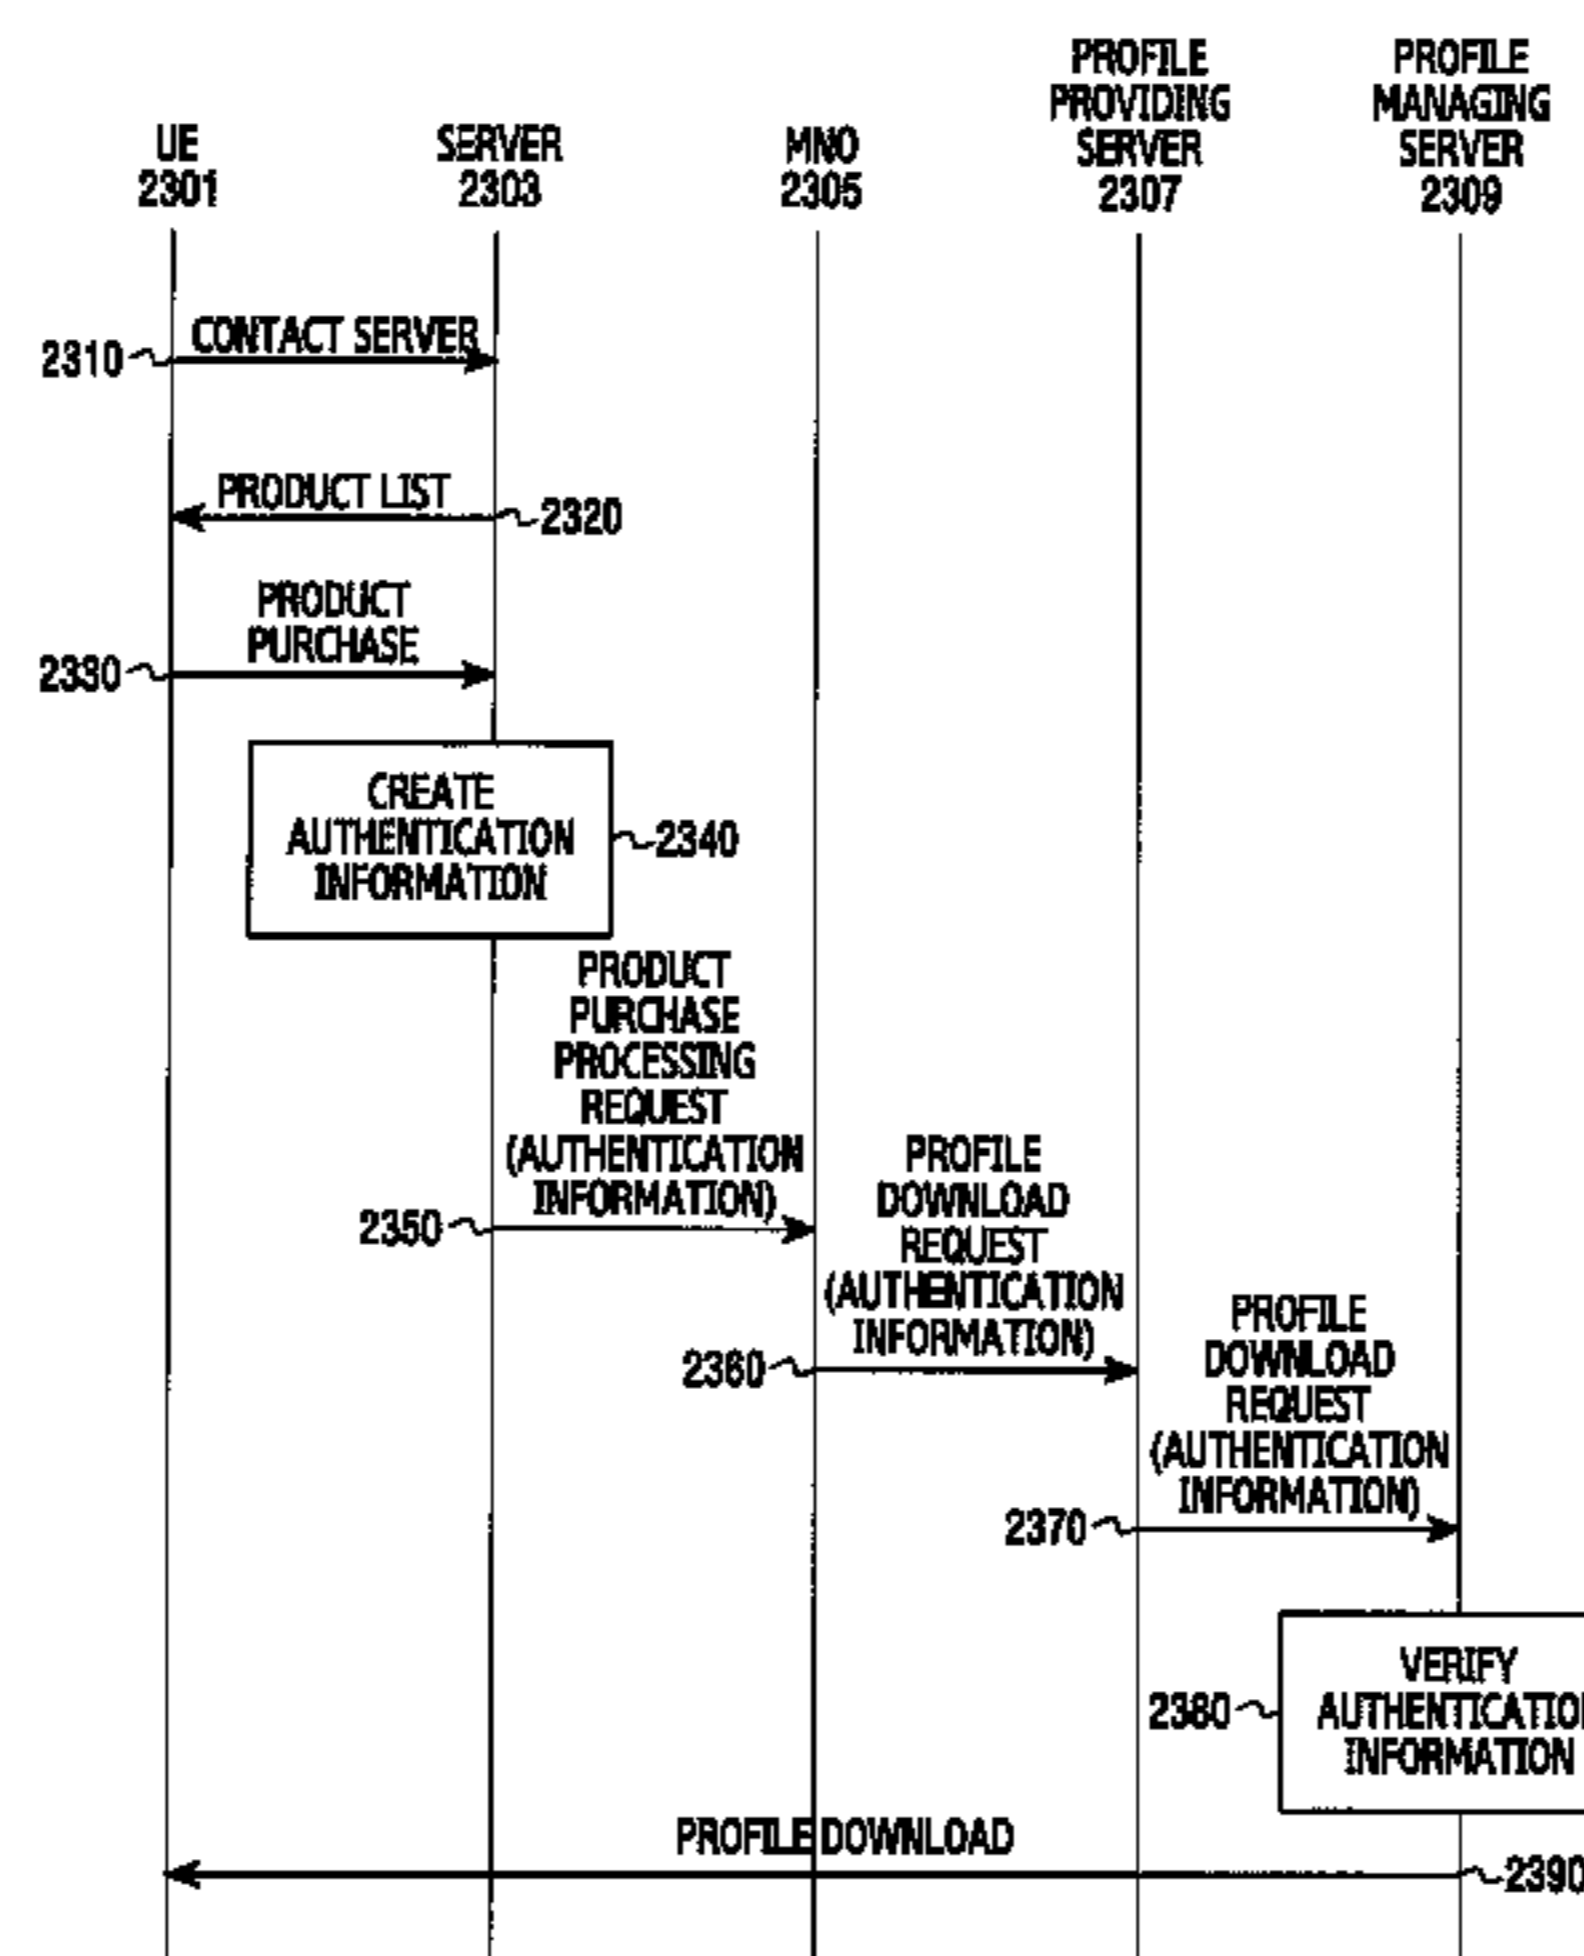 UE
2301
SERVER
2303
MNO
2305
PROFILE
PROVIDING
SERVER
2307
PROFILE
MANAGING
SERVER
2309
CONTACT SERVER
2310
PRODUCT LIST
2320
PRODUCT
PURCHASE
2330
CREATE
AUTHENTICATION
INFORMATION
2340
PRODUCT
PURCHASE
PROCESSING
REQUEST
(AUTHENTICATION
INFORMATION)
2350
PROFILE
DOWNLOAD
REQUEST
(AUTHENTICATION
INFORMATION)
2360
PROFILE
DOWNLOAD
REQUEST
(AUTHENTICATION
INFORMATION)
2370
VERIFY
AUTHENTICATION
INFORMATION
2380
PROFILE DOWNLOAD
2390